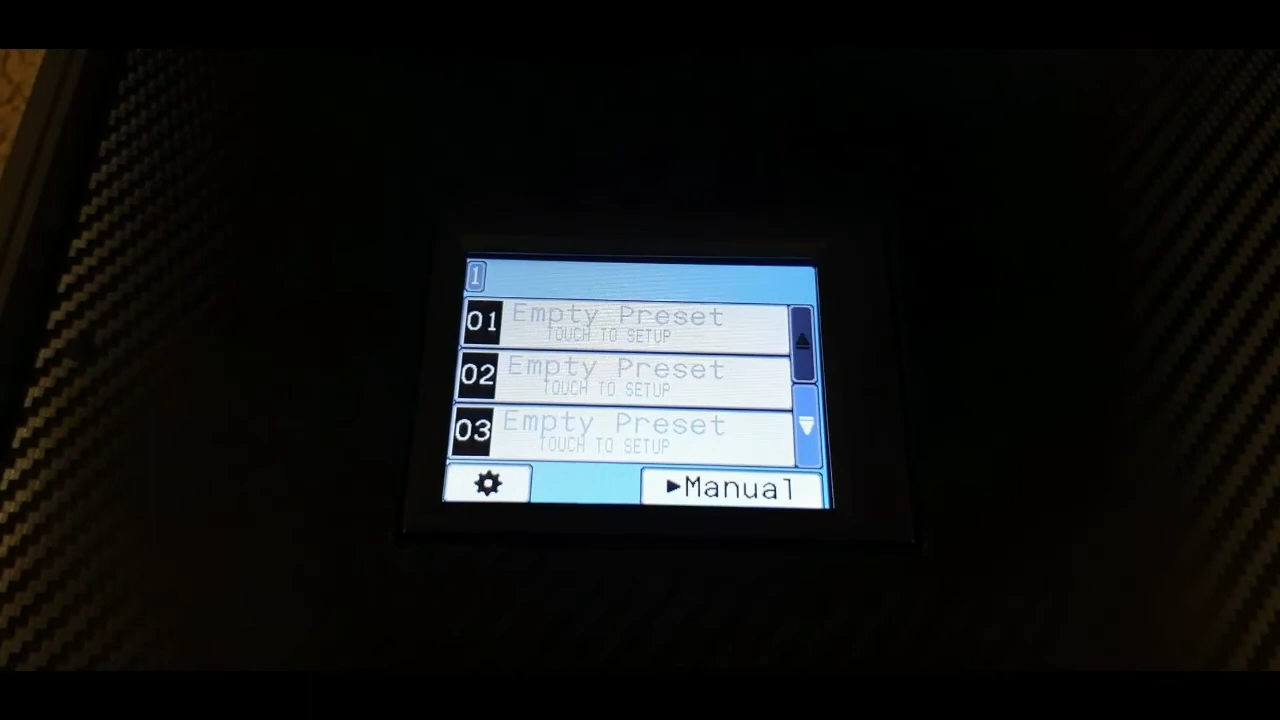 1
01 Empty Preset
TOUCH TO SETUP
02 Empty Preset
TOUCH TO SETUP
03 Empty Preset
TOUCH TO SETUP
▶Manual